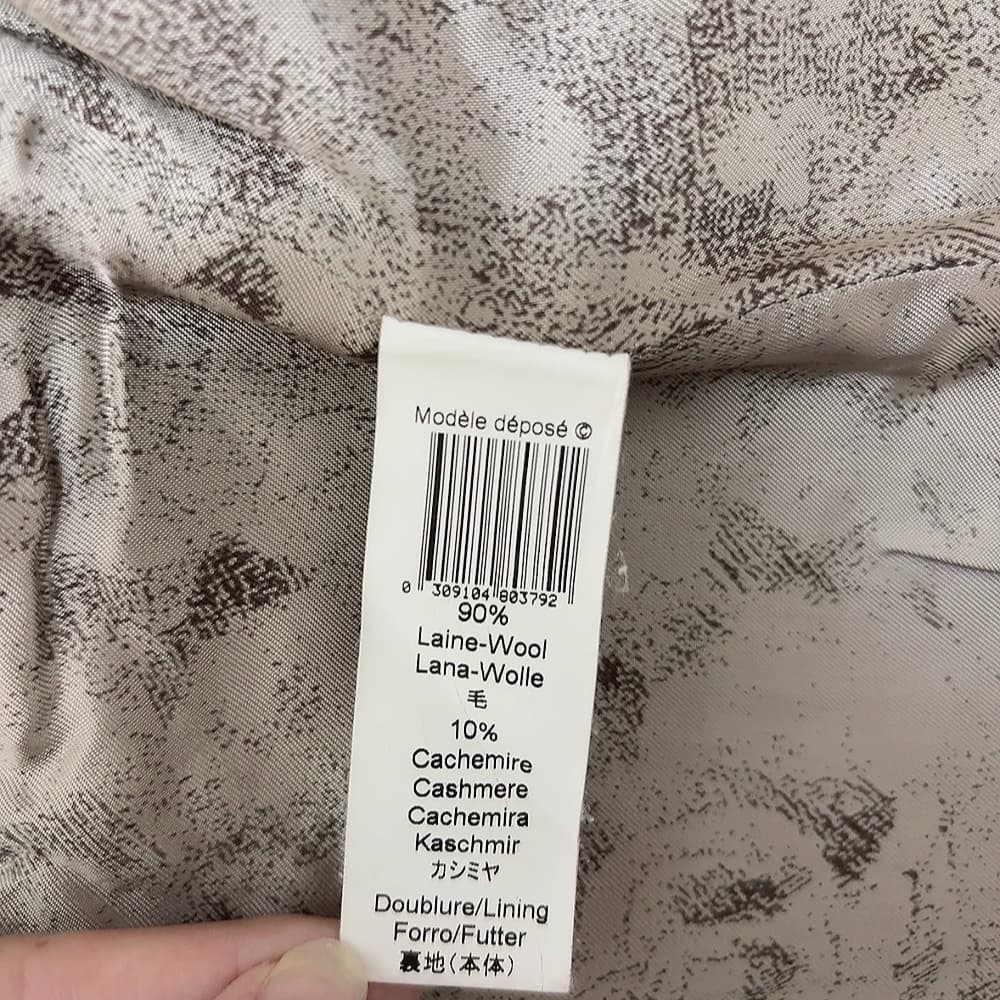 Modèle déposé ©
0 309104 803792
90%
Laine-Wool
Lana-Wolle
毛
10%
Cachemire
Cashmere
Cachemira
Kaschmir
カシミヤ
Doublure/Lining
Forro/Futter
裏地(本体)